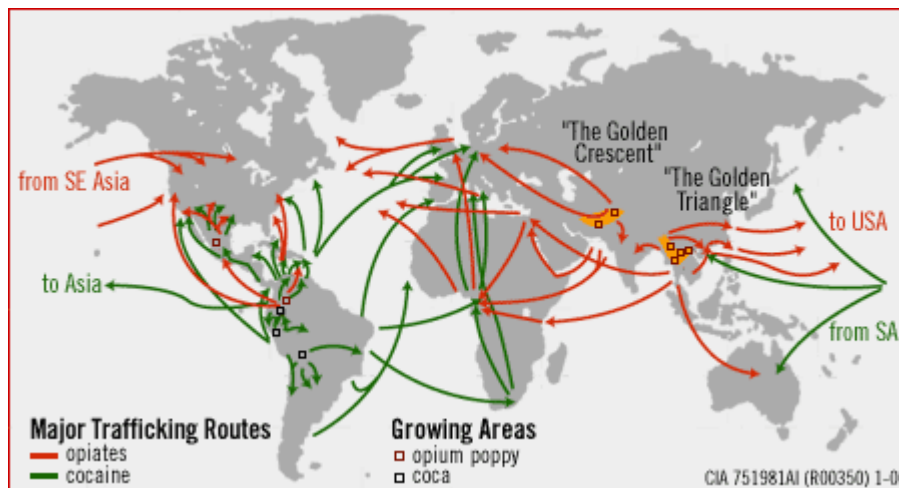 "The Golden
Crescent"
"The Golden
Triangle"
from SE Asia
to USA
to Asia
from SA
Major Trafficking Routes
opiates
cocaine
Growing Areas
opium poppy
coca
CIA 751981AI (R00350) 1-0